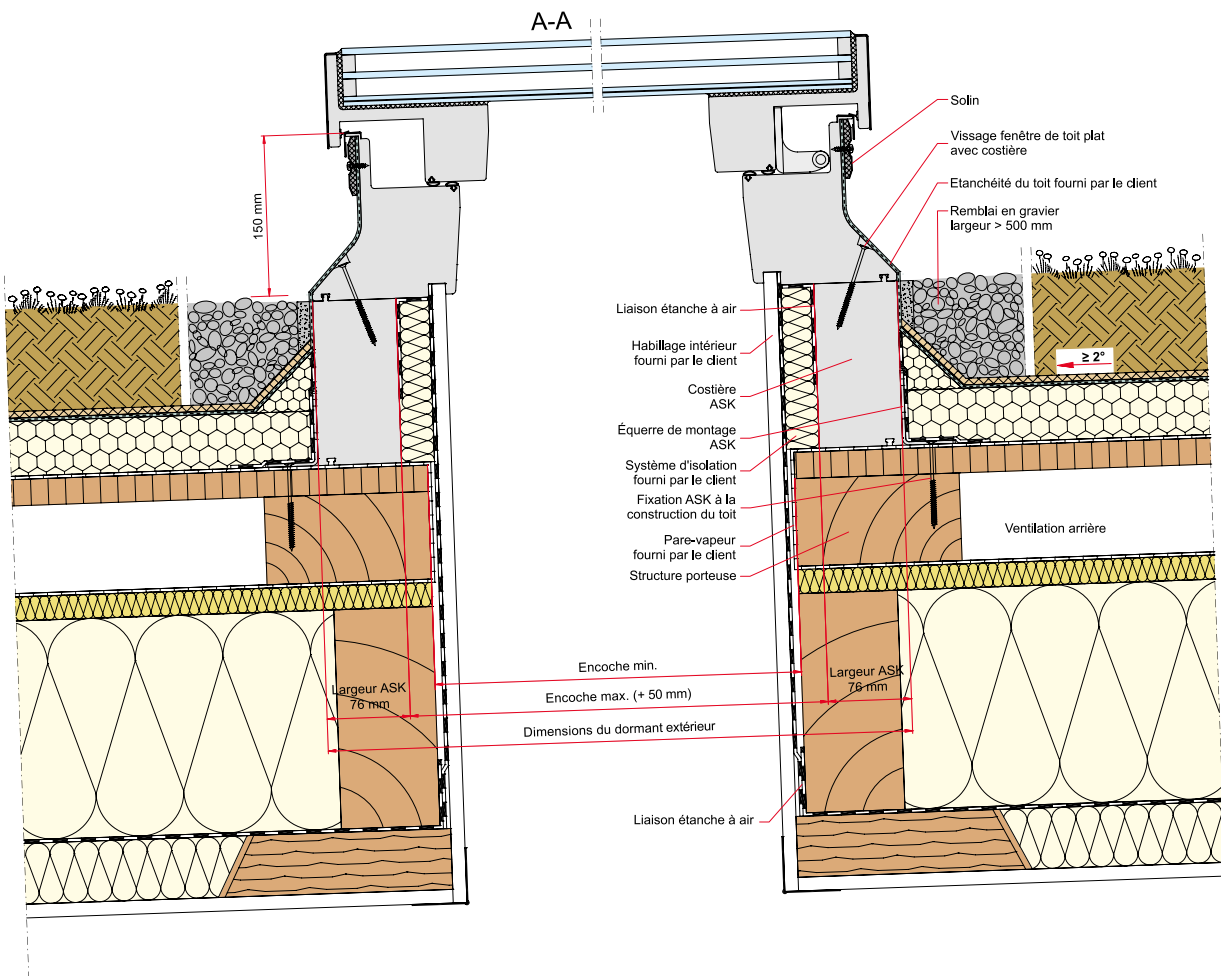 A-A
Solin
Vissage fenêtre de toit plat
avec costière
Etanchéité du toit fourni par le client
Remblai en gravier
largeur > 500 mm
150 mm
Liaison étanche à air
Habillage intérieur
fourni par le client
≥ 2°
Costière
ASK
Équerre de montage
ASK
Système d'isolation
fourni par le client
Fixation ASK à la
construction du toit
Ventilation arrière
Pare-vapeur
fourni par le client
Structure porteuse
Encoche min.
Largeur ASK
76 mm
Largeur ASK
76 mm
Encoche max. (+ 50 mm)
Dimensions du dormant extérieur
Liaison étanche à air